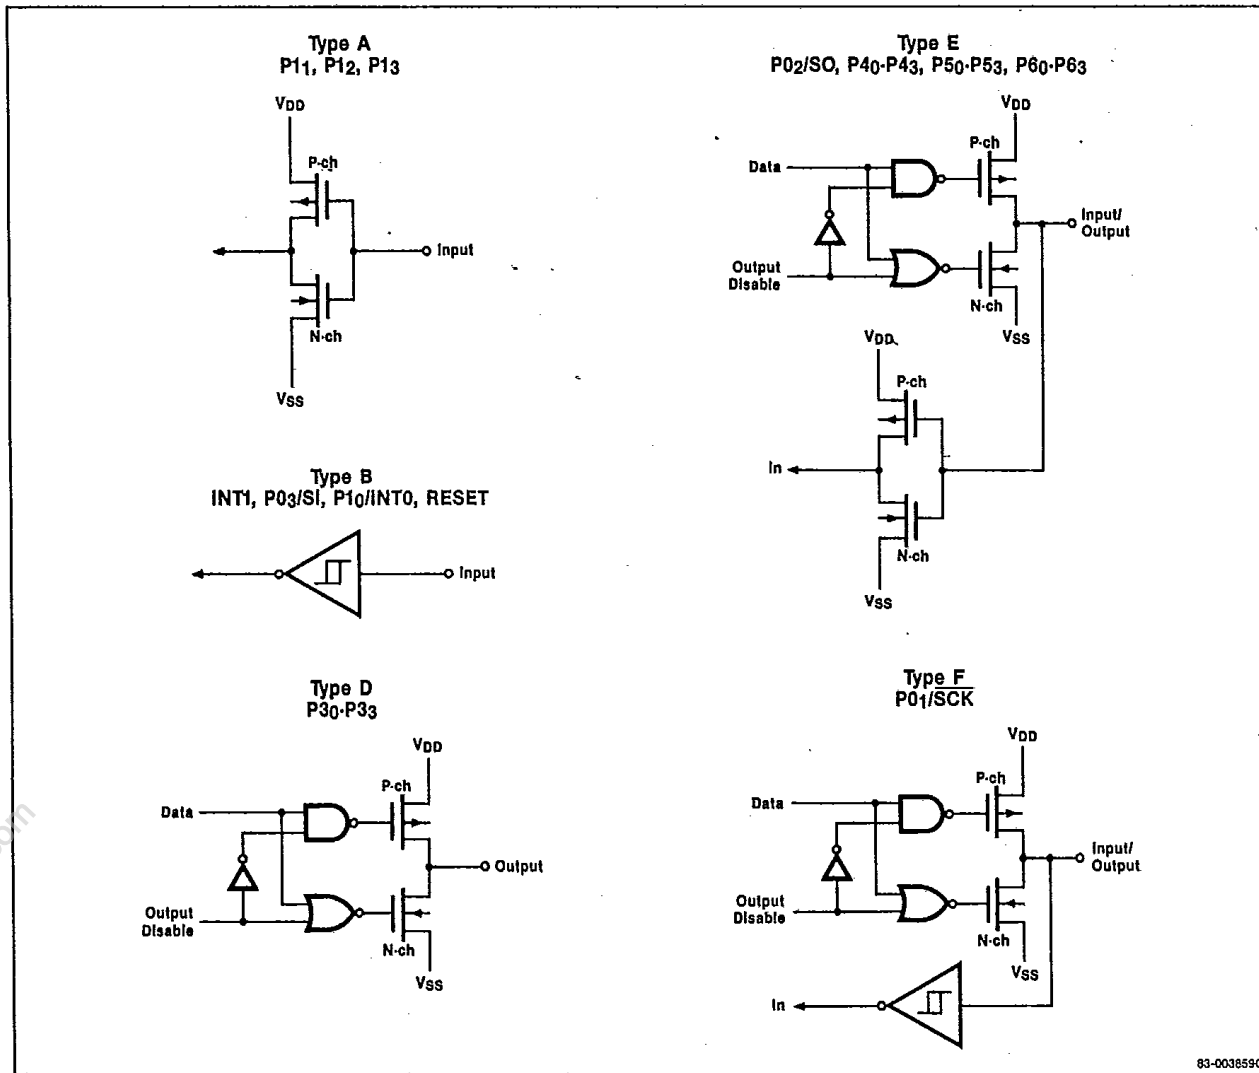 Type A
P11, P12, P13
VDD
P-ch
Input
N-ch
VSS
Type B
INT1, P03/SI, P10/INT0, RESET
Input
Type D
P30-P33
VDD
P-ch
Data
Output
Output
Disable
N-ch
VSS
Type E
P02/SO, P40-P43, P50-P53, P60-P63
VDD
P-ch
Data
Input/
Output
Output
Disable
N-ch
VSS
VDD
P-ch
In
N-ch
VSS
Type F
P01/SCK
VDD
P-ch
Data
Input/
Output
Output
Disable
N-ch
VSS
In
83-003859C